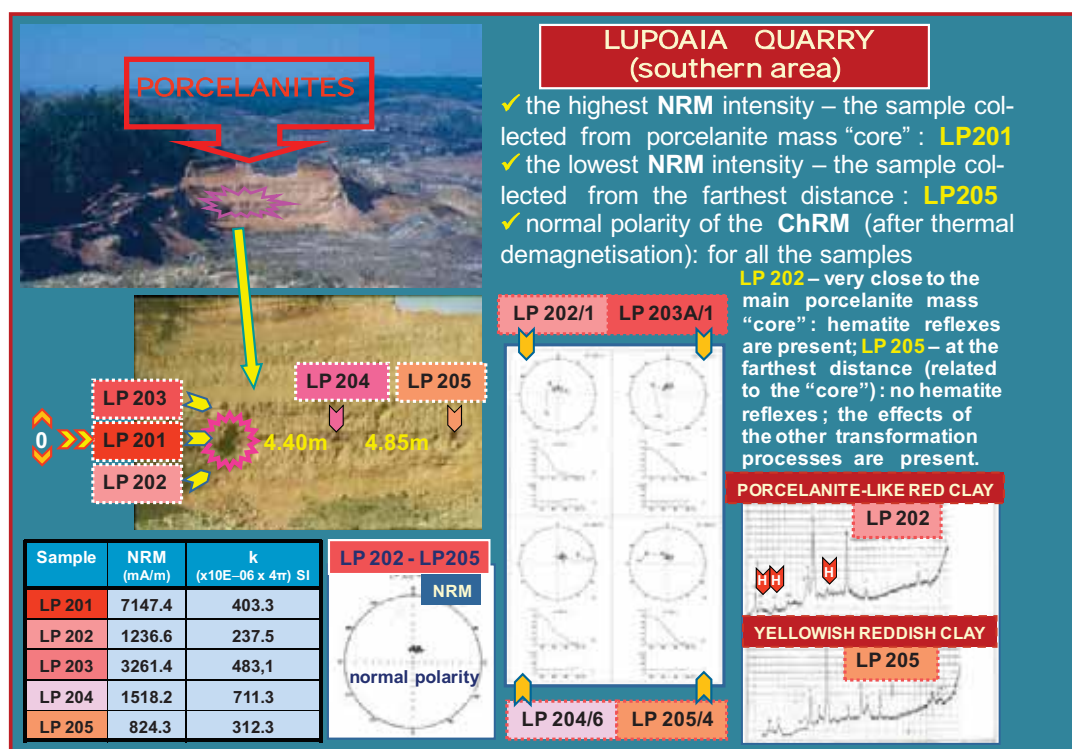 PORCELANITES
LUPOAIA QUARRY
(southern area)
✓ the highest NRM intensity – the sample col-
lected from porcelanite mass “core” : LP201
✓ the lowest NRM intensity – the sample col-
lected from the farthest distance : LP205
✓ normal polarity of the ChRM (after thermal
demagnetisation): for all the samples
LP 202 – very close to the
main porcelanite mass
“core” : hematite reflexes
are present; LP 205 – at the
farthest distance (related
to the “core”) : no hematite
reflexes ; the effects of
the other transformation
processes are present.
LP 203
0 LP 201
LP 202
4.40m
LP 204
4.85m
LP 205
LP 202/1 LP 203A/1
LP 204/6 LP 205/4
PORCELANITE-LIKE RED CLAY
LP 202
H H H
YELLOWISH REDDISH CLAY
LP 205
Sample NRM k
(mA/m) (x10E–06 x 4π) SI
LP 201 7147.4 403.3
LP 202 1236.6 237.5
LP 203 3261.4 483,1
LP 204 1518.2 711.3
LP 205 824.3 312.3
LP 202 - LP205
NRM
normal polarity